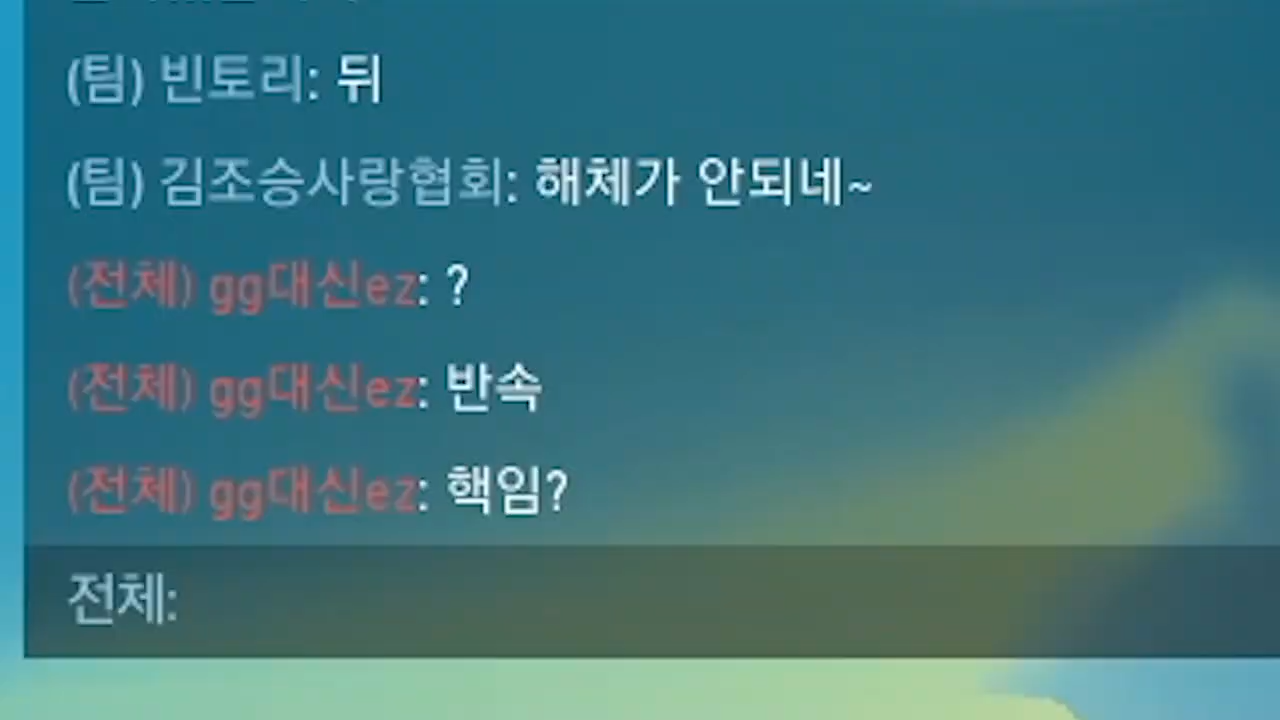 (팀) 빈토리: 뒤
(팀) 김조승사랑협회: 해체가 안되네~
(전체) gg대신ez: ?
(전체) gg대신ez: 반속
(전체) gg대신ez: 핵임?
전체: